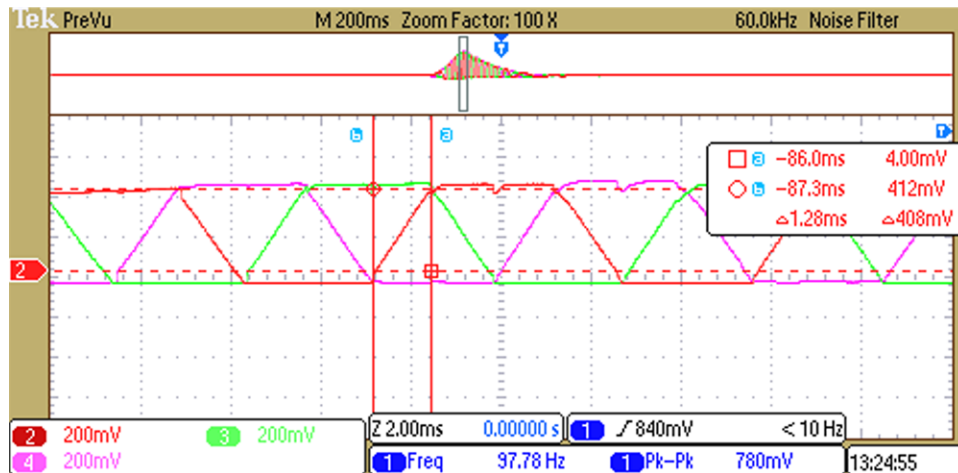 Tek PreVu M 200ms Zoom Factor: 100 X 60.0kHz Noise Filter
T
b a
T
a -86.0ms 4.00mV
b -87.3ms 412mV
△1.28ms △408mV
2
2 200mV 3 200mV
4 200mV
Z 2.00ms 0.00000 s
1 840mV < 10 Hz
1 Freq 97.78 Hz 1 Pk-Pk 780mV
13:24:55